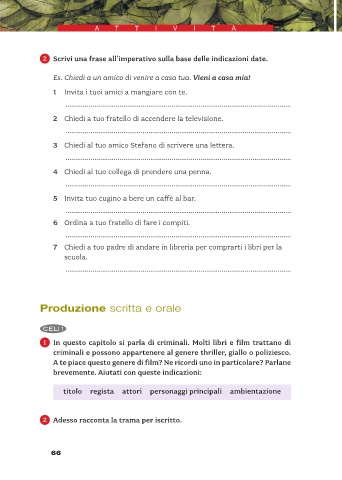 A T T I V I T À
2 Scrivi una frase all'imperativo sulla base delle indicazioni date.
Es. Chiedi a un amico di venire a casa tua. Vieni a casa mia!
1 Invita i tuoi amici a mangiare con te.
2 Chiedi a tuo fratello di accendere la televisione.
3 Chiedi al tuo amico Stefano di scrivere una lettera.
4 Chiedi al tuo collega di prendere una penna.
5 Invita tuo cugino a bere un caffè al bar.
6 Ordina a tuo fratello di fare i compiti.
7 Chiedi a tuo padre di andare in libreria per comprarti i libri per la
scuola.
Produzione scritta e orale
CELI 1
1 In questo capitolo si parla di criminali. Molti libri e film trattano di
criminali e possono appartenere al genere thriller, giallo o poliziesco.
A te piace questo genere di film? Ne ricordi uno in particolare? Parlane
brevemente. Aiutati con queste indicazioni:
titolo regista attori personaggi principali ambientazione
2 Adesso racconta la trama per iscritto.
66